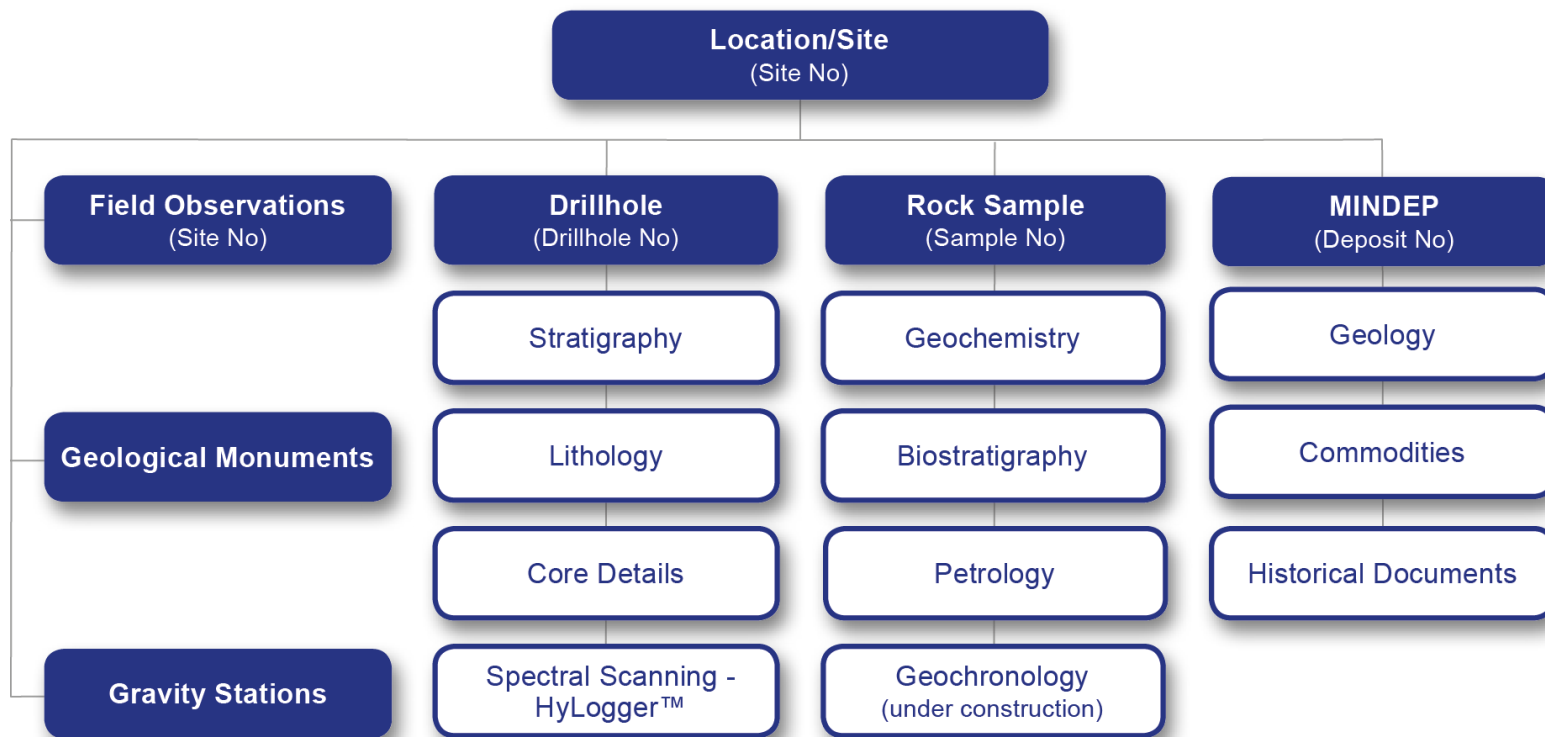 Location/Site
(Site No)
Field Observations
(Site No)
Drillhole
(Drillhole No)
Rock Sample
(Sample No)
MINDEP
(Deposit No)
Stratigraphy
Geochemistry
Geology
Geological Monuments
Lithology
Biostratigraphy
Commodities
Core Details
Petrology
Historical Documents
Gravity Stations
Spectral Scanning -
HyLogger™
Geochronology
(under construction)